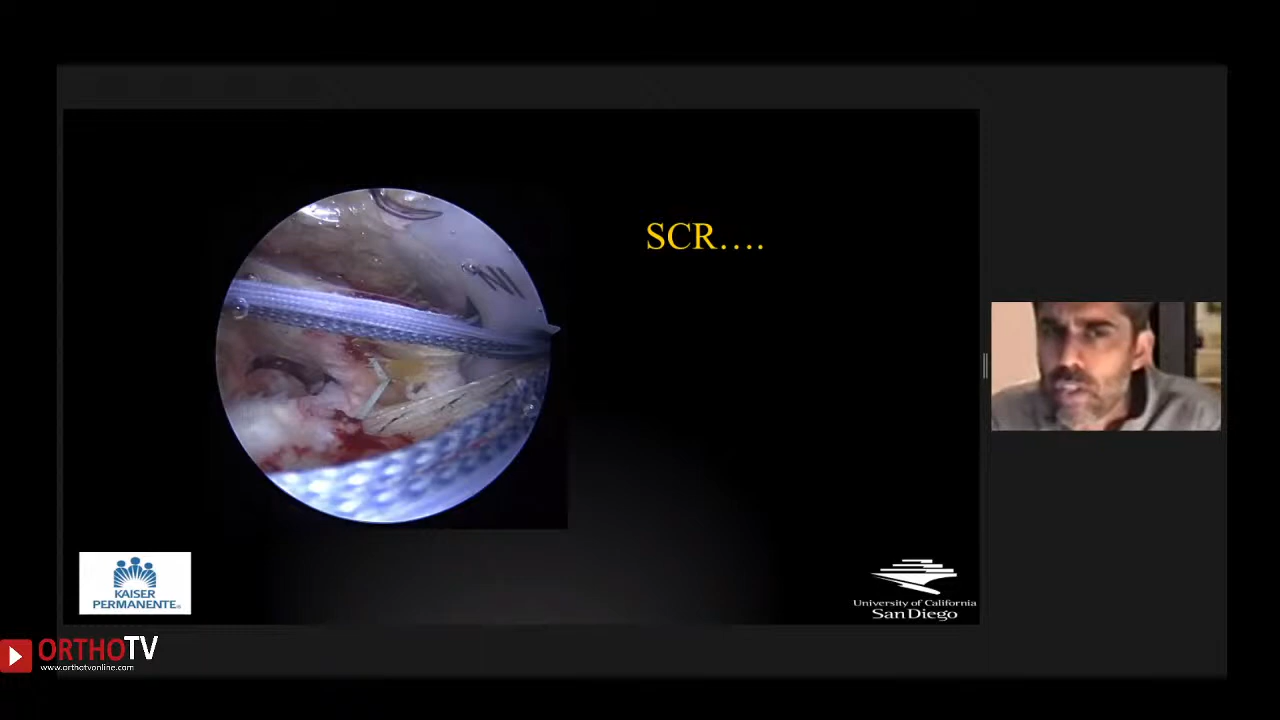 SCR….
KAISER
PERMANENTE®
University of California
San Diego
ORTHOTV
www.orthotvonline.com